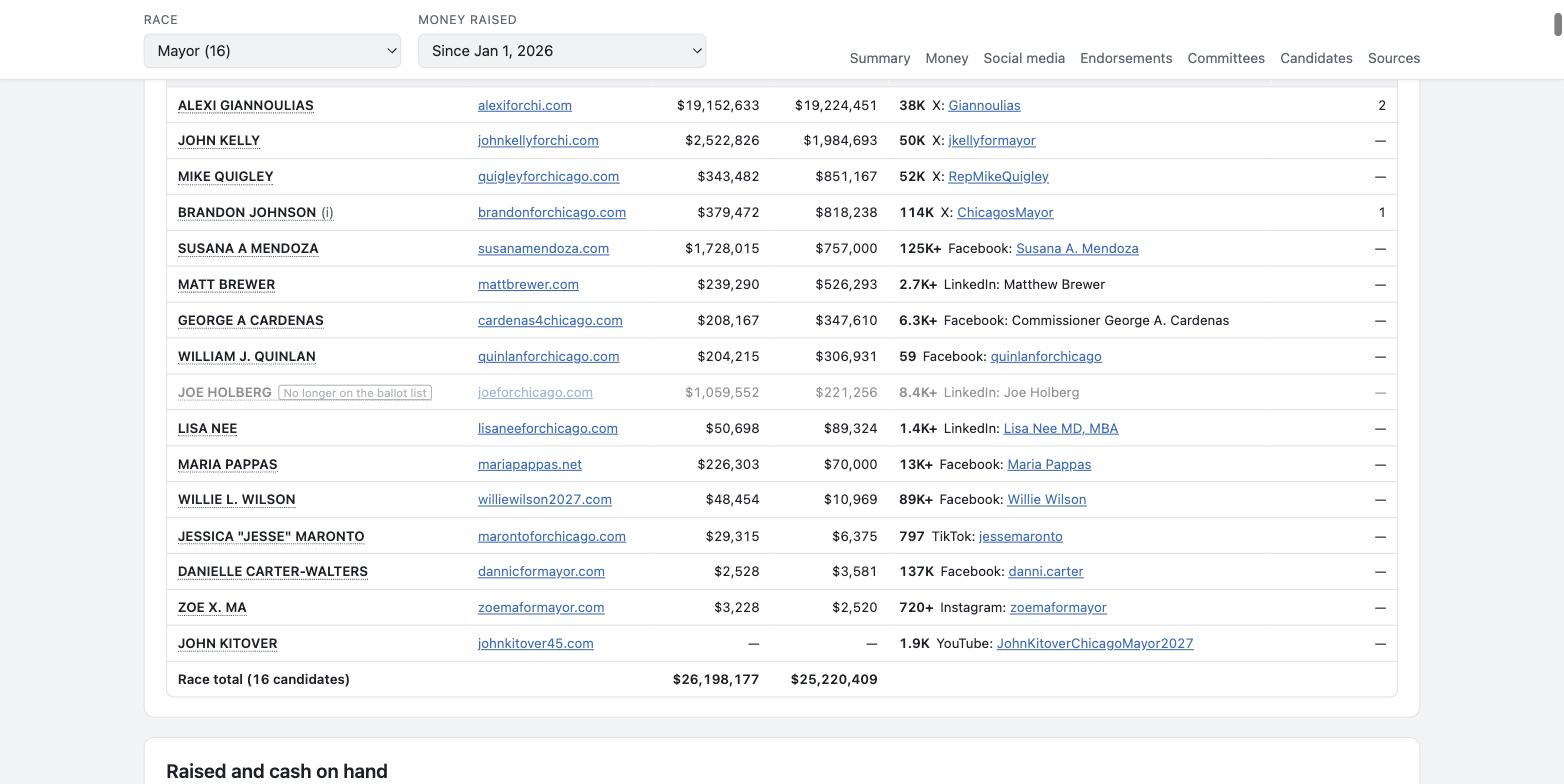 RACE MONEY RAISED
Mayor (16) Since Jan 1, 2026
Summary Money Social media Endorsements Committees Candidates Sources
ALEXI GIANNOULIAS alexiforchi.com $19,152,633 $19,224,451 38K X: Giannoulias 2
JOHN KELLY johnkellyforchi.com $2,522,826 $1,984,693 50K X: jkellyformayor —
MIKE QUIGLEY quigleyforchicago.com $343,482 $851,167 52K X: RepMikeQuigley —
BRANDON JOHNSON (i) brandonforchicago.com $379,472 $818,238 114K X: ChicagosMayor 1
SUSANA A MENDOZA susanamendoza.com $1,728,015 $757,000 125K+ Facebook: Susana A. Mendoza —
MATT BREWER mattbrewer.com $239,290 $526,293 2.7K+ LinkedIn: Matthew Brewer —
GEORGE A CARDENAS cardenas4chicago.com $208,167 $347,610 6.3K+ Facebook: Commissioner George A. Cardenas —
WILLIAM J. QUINLAN quinlanforchicago.com $204,215 $306,931 59 Facebook: quinlanforchicago —
JOE HOLBERG No longer on the ballot list joeforchicago.com $1,059,552 $221,256 8.4K+ LinkedIn: Joe Holberg —
LISA NEE lisaneeforchicago.com $50,698 $89,324 1.4K+ LinkedIn: Lisa Nee MD, MBA —
MARIA PAPPAS mariapappas.net $226,303 $70,000 13K+ Facebook: Maria Pappas —
WILLIE L. WILSON williewilson2027.com $48,454 $10,969 89K+ Facebook: Willie Wilson —
JESSICA "JESSE" MARONTO marontoforchicago.com $29,315 $6,375 797 TikTok: jessemaronto —
DANIELLE CARTER-WALTERS dannicformayor.com $2,528 $3,581 137K Facebook: danni.carter —
ZOE X. MA zoemaformayor.com $3,228 $2,520 720+ Instagram: zoemaformayor —
JOHN KITOVER johnkitover45.com — — 1.9K YouTube: JohnKitoverChicagoMayor2027 —
Race total (16 candidates) $26,198,177 $25,220,409
Raised and cash on hand